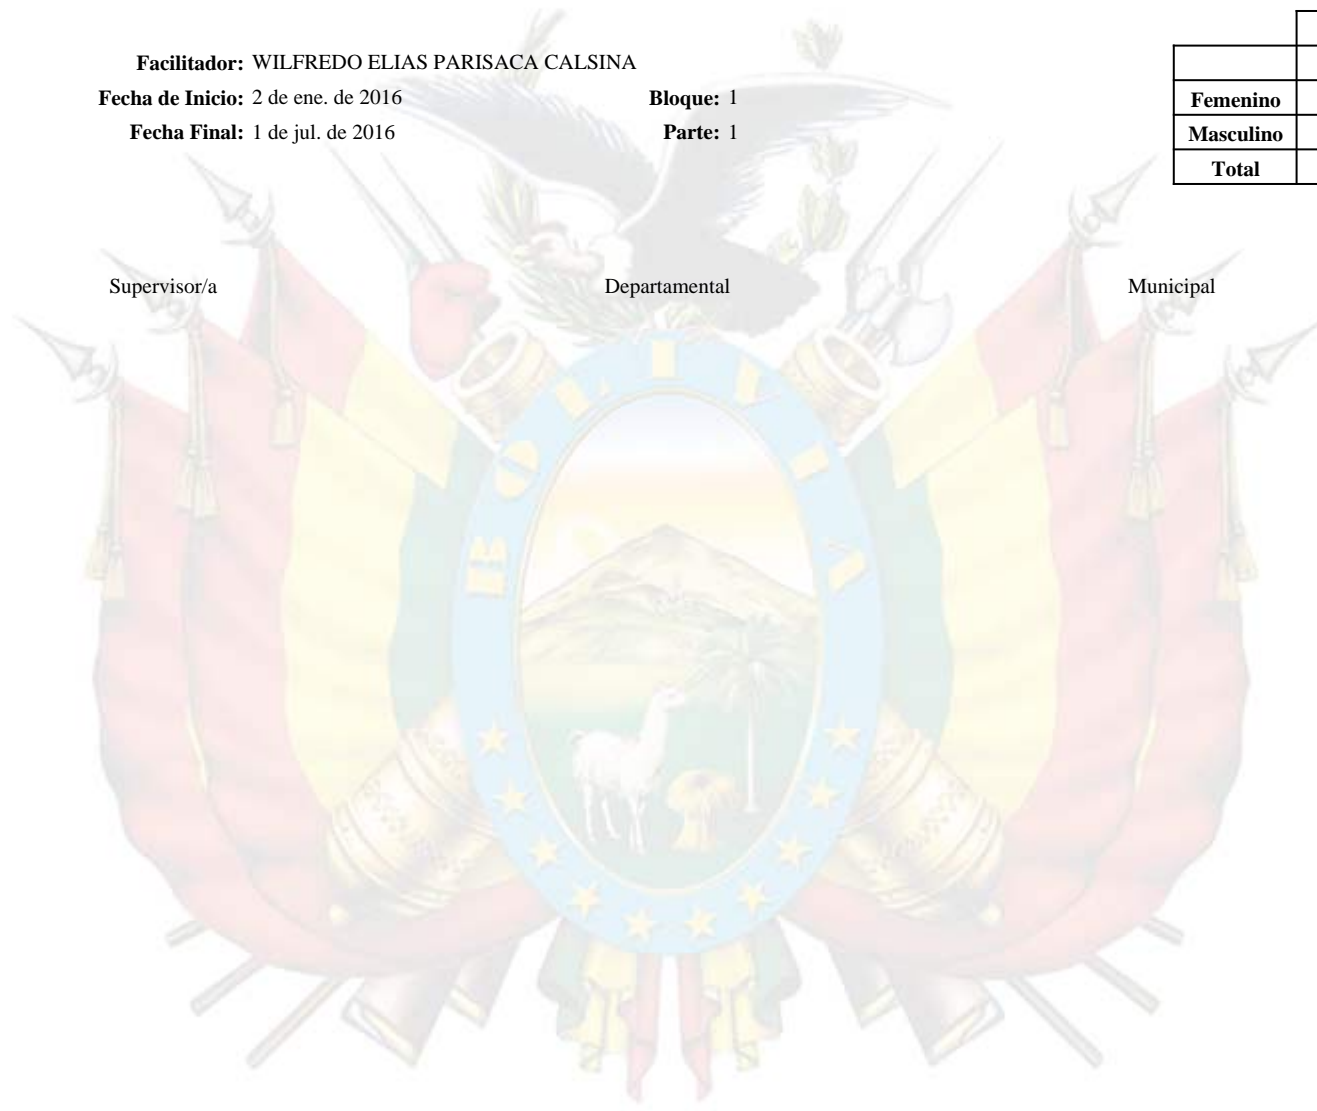 Facilitador: WILFREDO ELIAS PARISACA CALSINA
Fecha de Inicio: 2 de ene. de 2016 Bloque: 1
Fecha Final: 1 de jul. de 2016 Parte: 1
Femenino
Masculino
Total
Supervisor/a Departamental Municipal
BOLIVIA